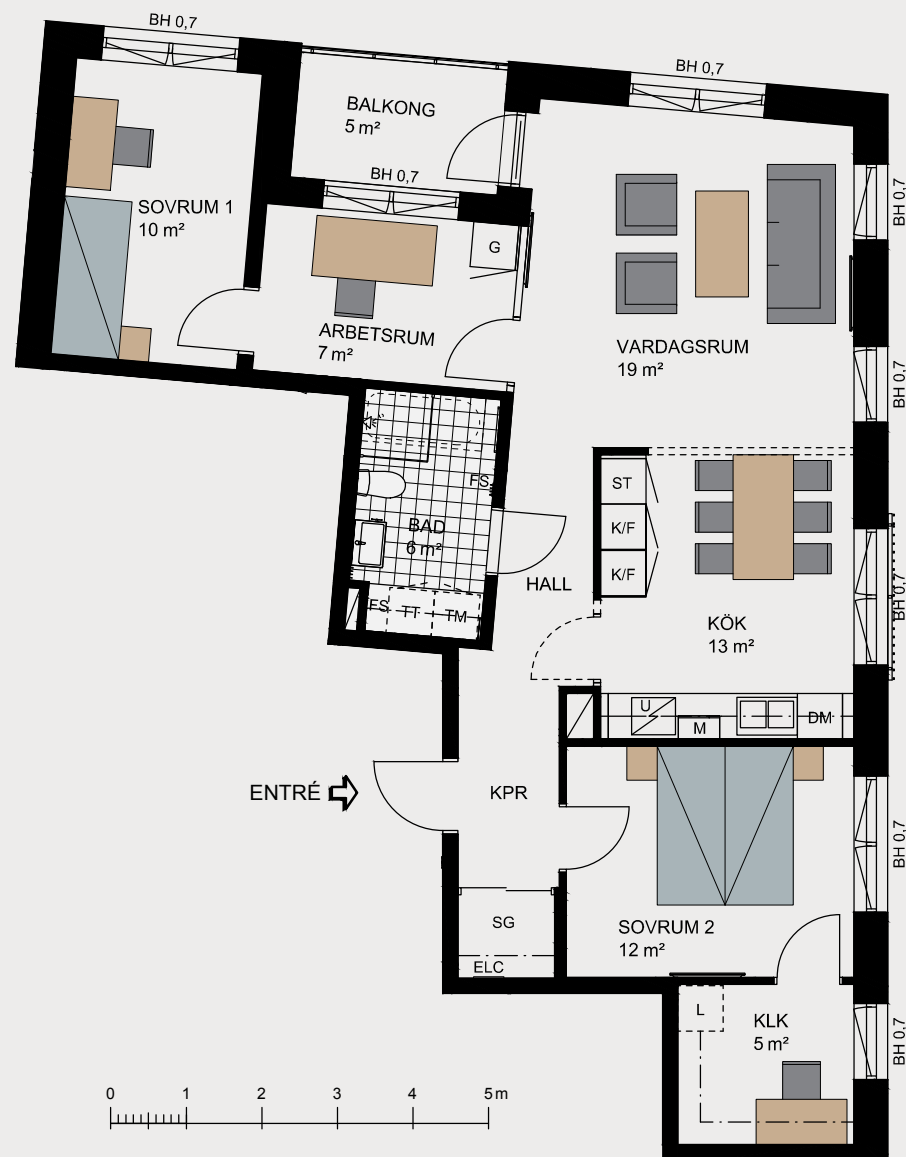 BH 0,7
BH 0,7
BALKONG
5 m²
BH 0,7
BH 0,7
SOVRUM 1
10 m²
G
ARBETSRUM
7 m²
VARDAGSRUM
19 m²
BH 0,7
FS
ST
BAD
6 m²
K/F
K/F
HALL
BH 0,7
FS
TT
TM
KÖK
13 m²
U
M
DM
ENTRÉ
KPR
BH 0,7
SG
SOVRUM 2
12 m²
ELC
L
KLK
5 m²
BH 0,7
0 1 2 3 4 5 m